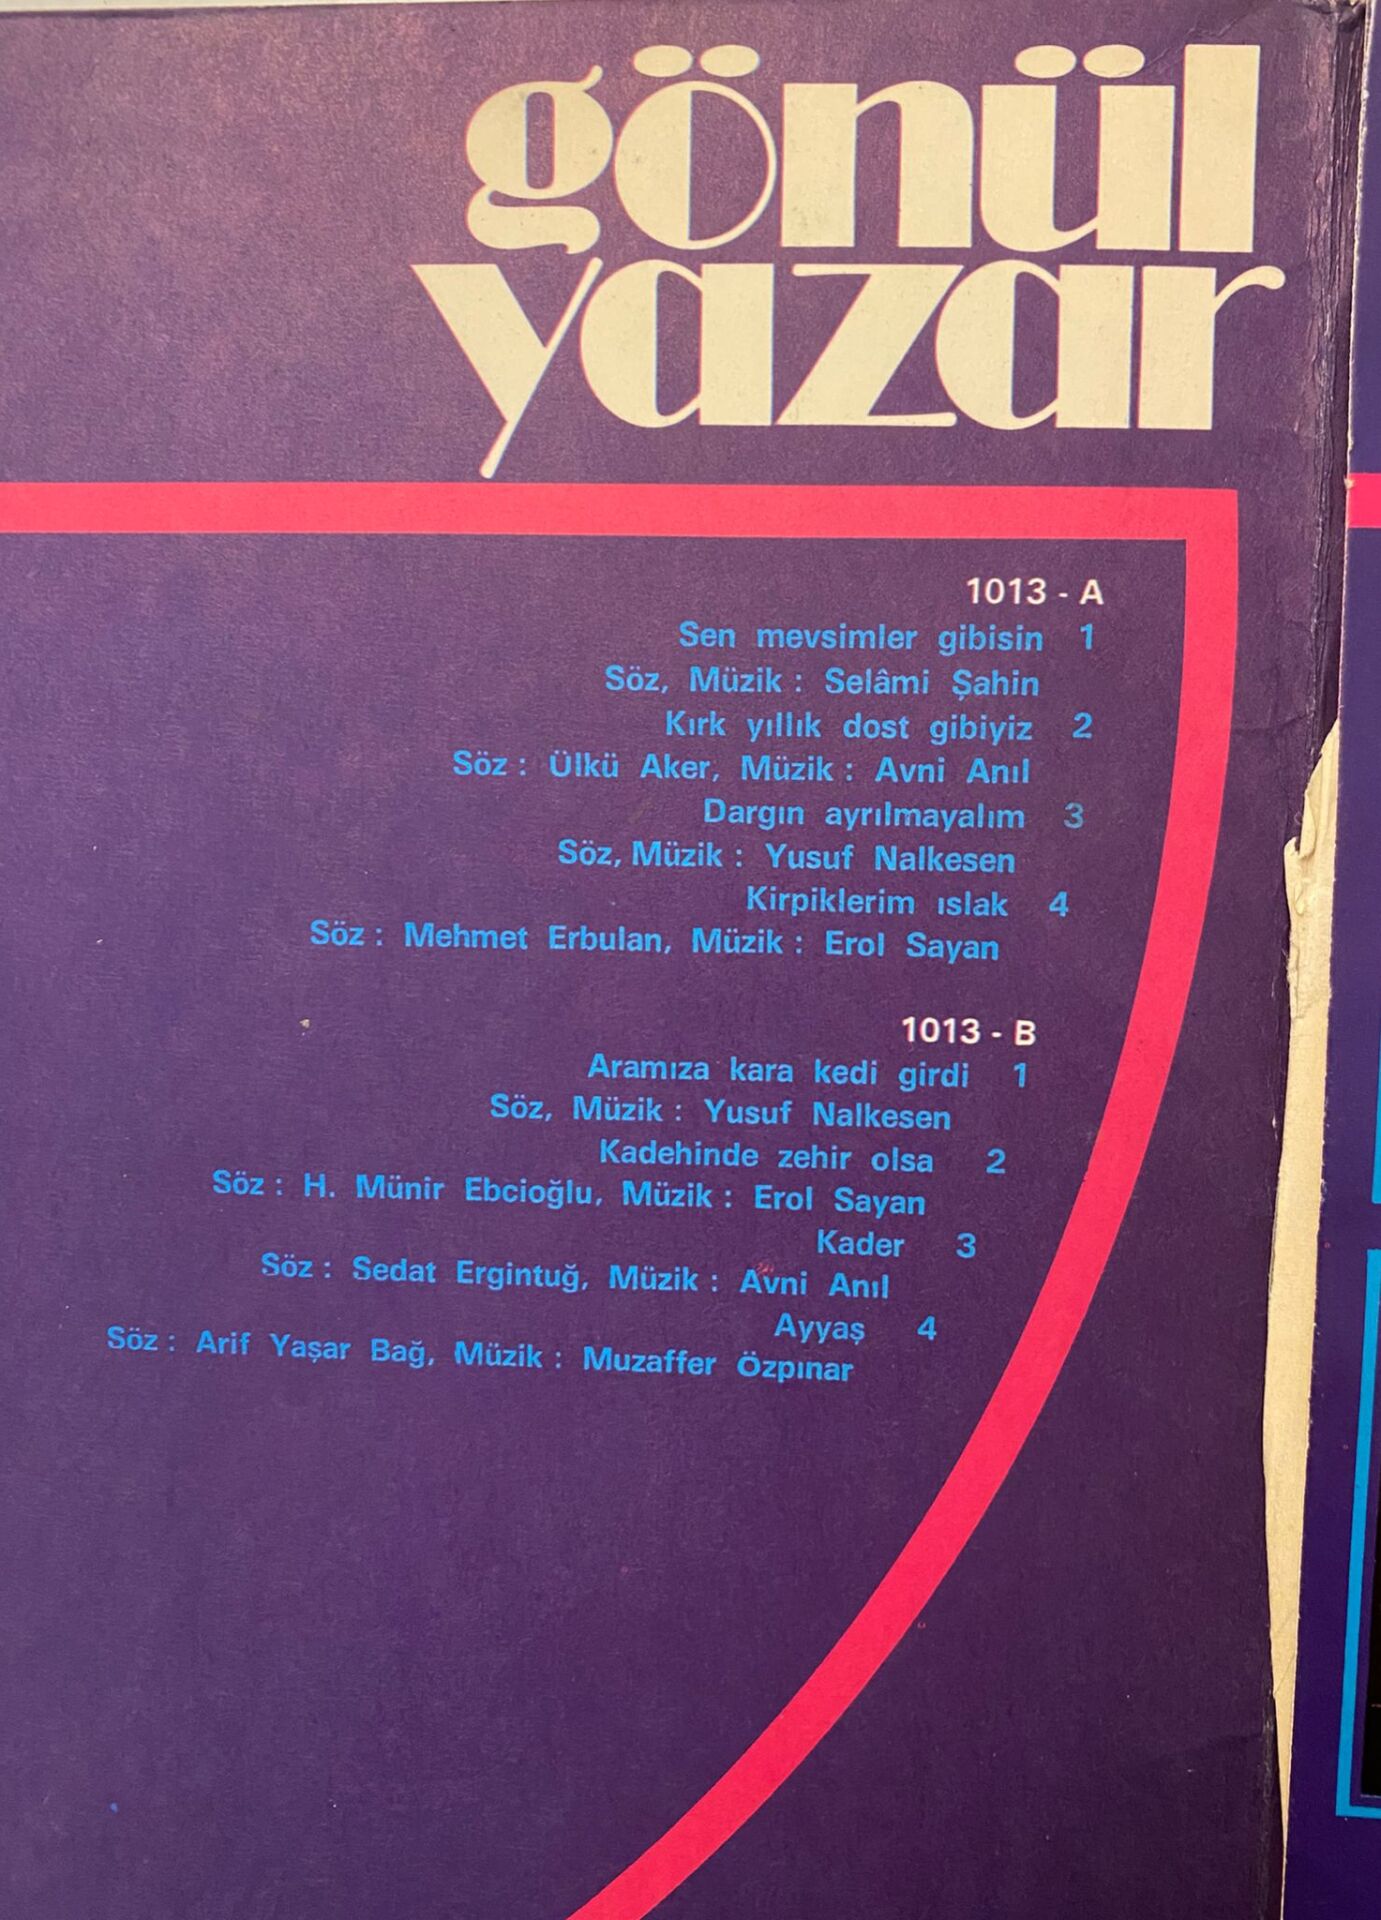 gönül
yazar
1013 - A
Sen mevsimler gibisin 1
Söz, Müzik : Selâmi Şahin
Kırk yıllık dost gibiyiz 2
Söz : Ülkü Aker, Müzik : Avni Anıl
Dargın ayrılmayalım 3
Söz, Müzik : Yusuf Nalkesen
Kirpiklerim ıslak 4
Söz : Mehmet Erbulan, Müzik : Erol Sayan
1013 - B
Aramıza kara kedi girdi 1
Söz, Müzik : Yusuf Nalkesen
Kadehinde zehir olsa 2
Söz : H. Münir Ebcioğlu, Müzik : Erol Sayan
Kader 3
Söz : Sedat Ergintuğ, Müzik : Avni Anıl
Ayyaş 4
Söz : Arif Yaşar Bağ, Müzik : Muzaffer Özpınar